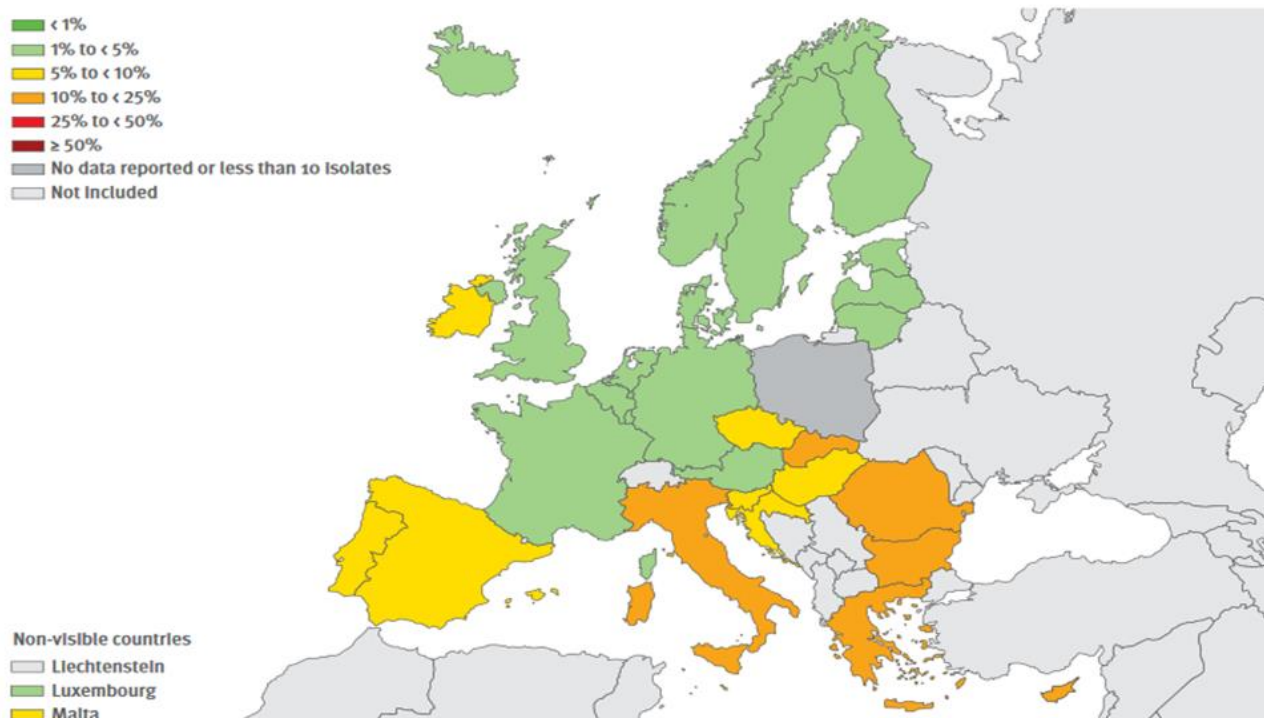 < 1%
1% to < 5%
5% to < 10%
10% to < 25%
25% to < 50%
≥ 50%
No data reported or less than 10 isolates
Not included
Non-visible countries
Liechtenstein
Luxembourg
Malta